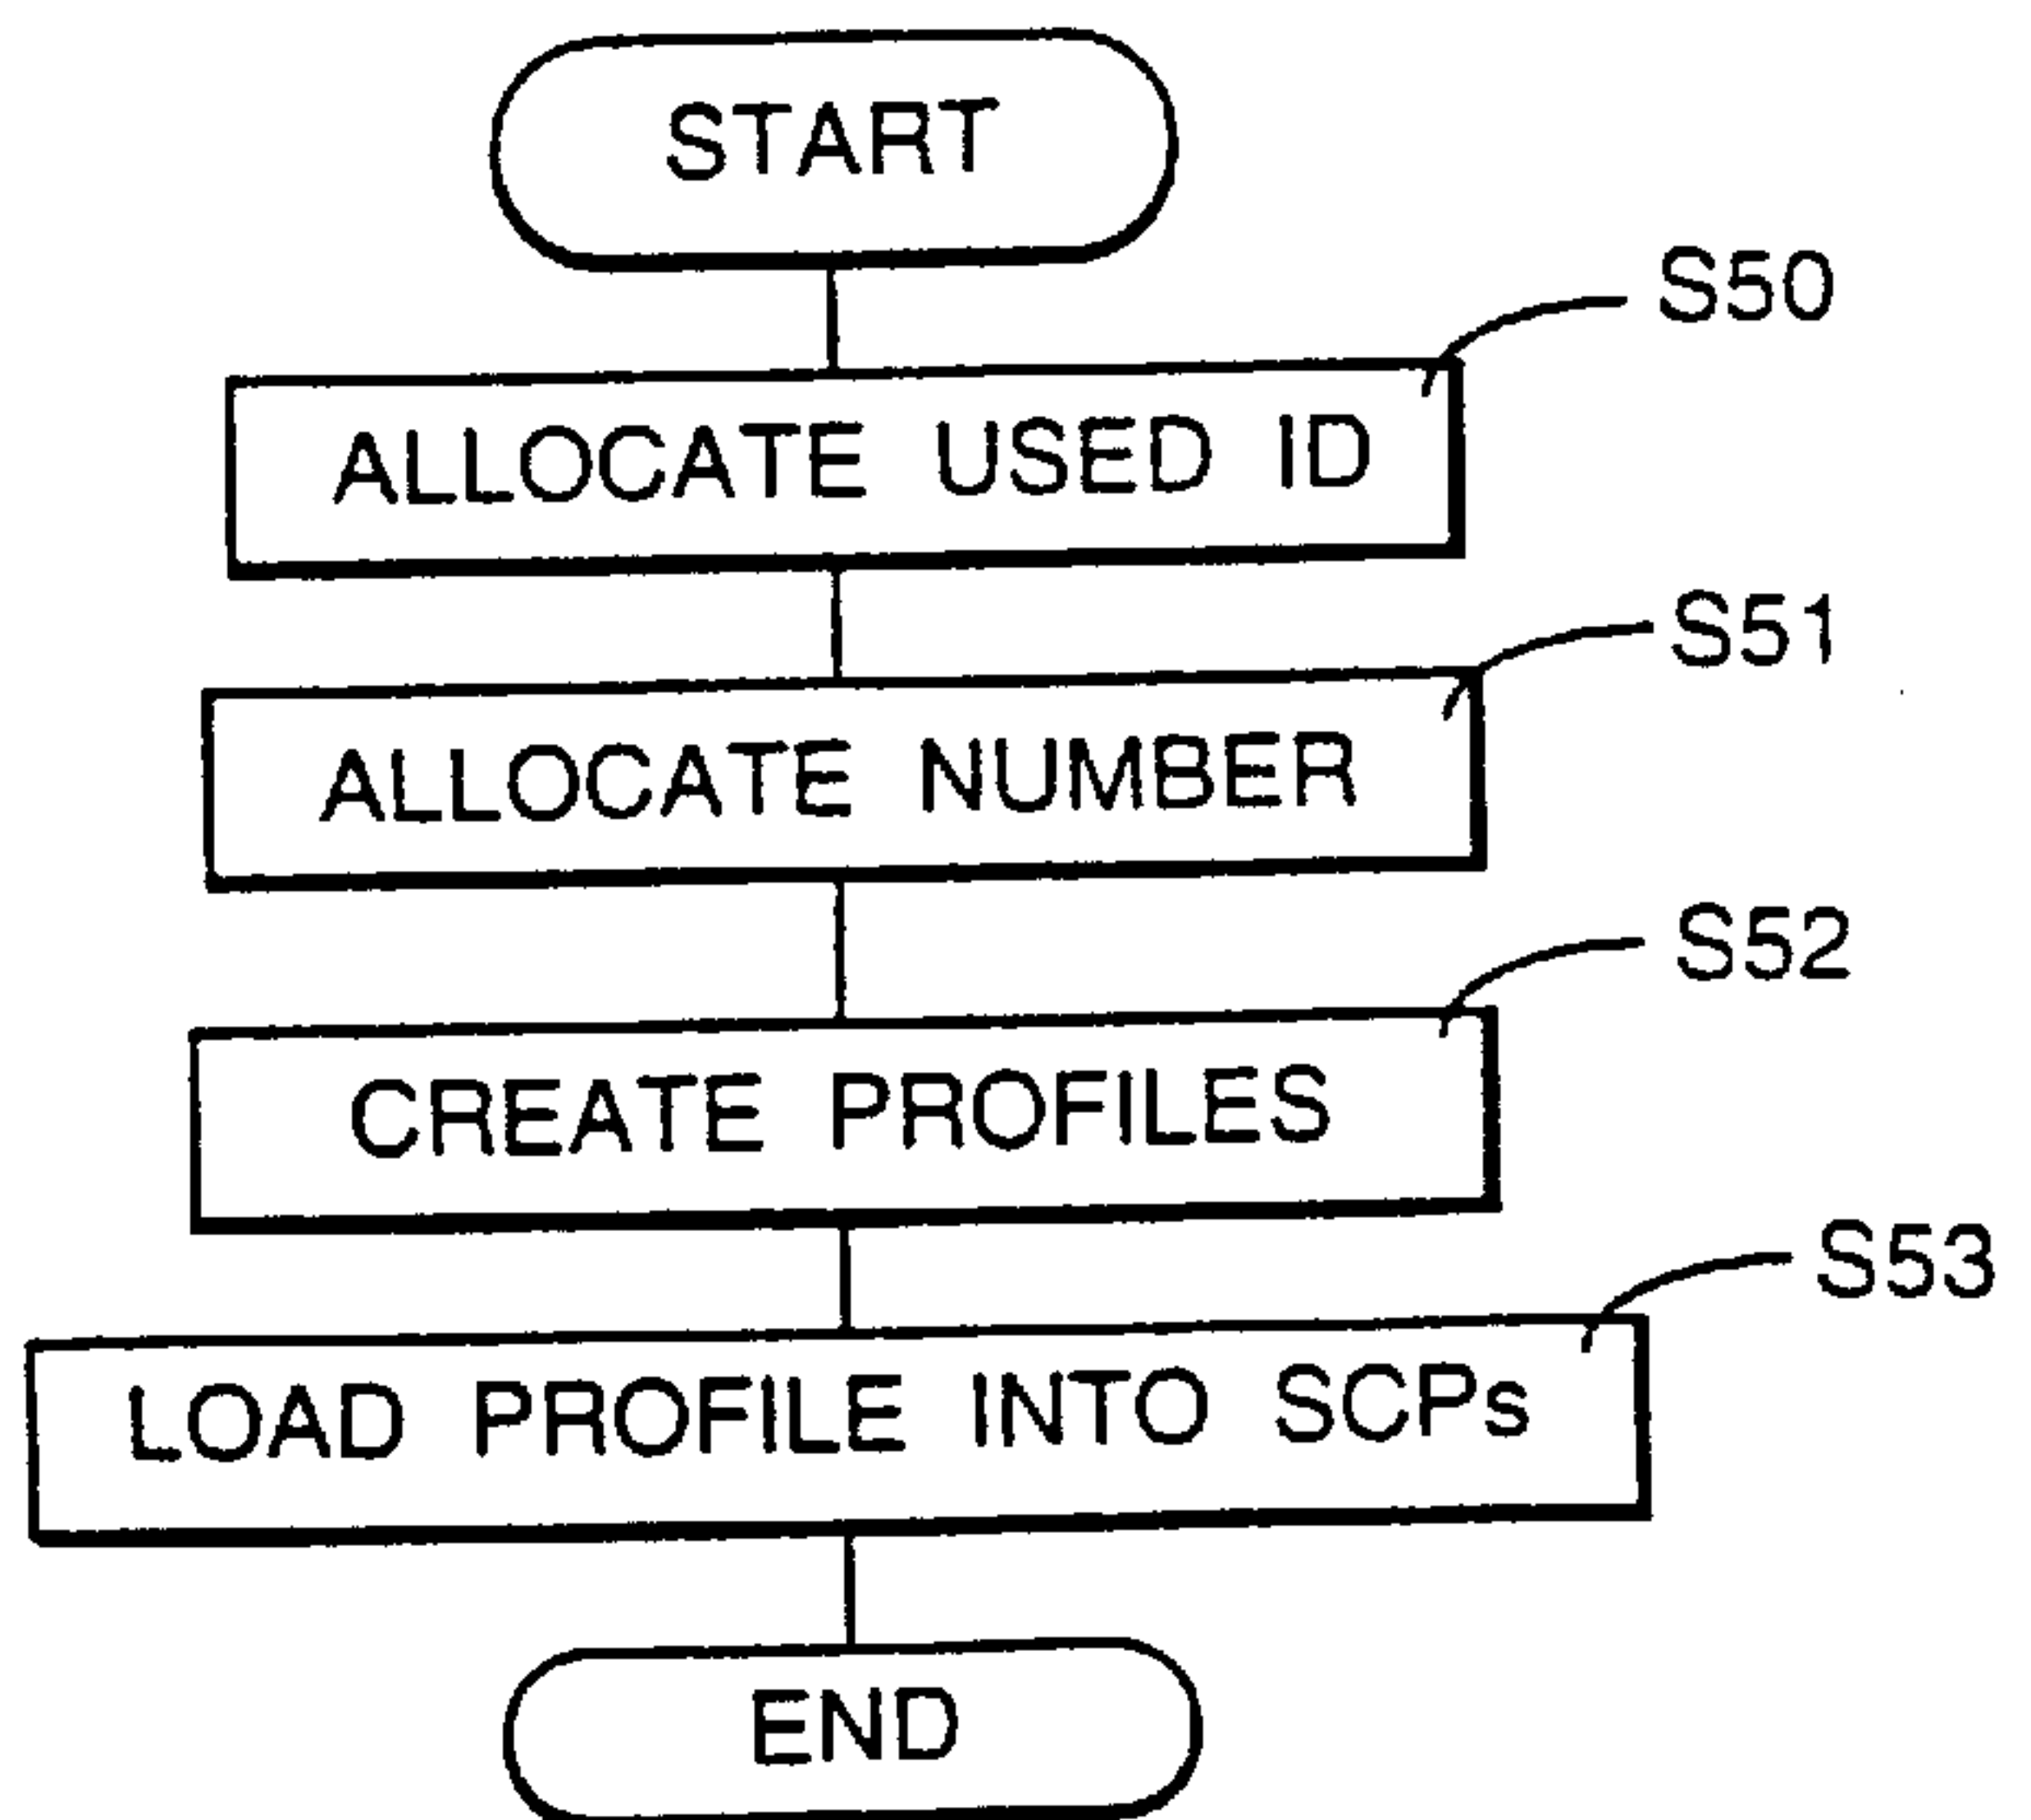 START
S50
ALLOCATE USED ID
S51
ALLOCATE NUMBER
S52
CREATE PROFILES
S53
LOAD PROFILE INTO SCPs
END